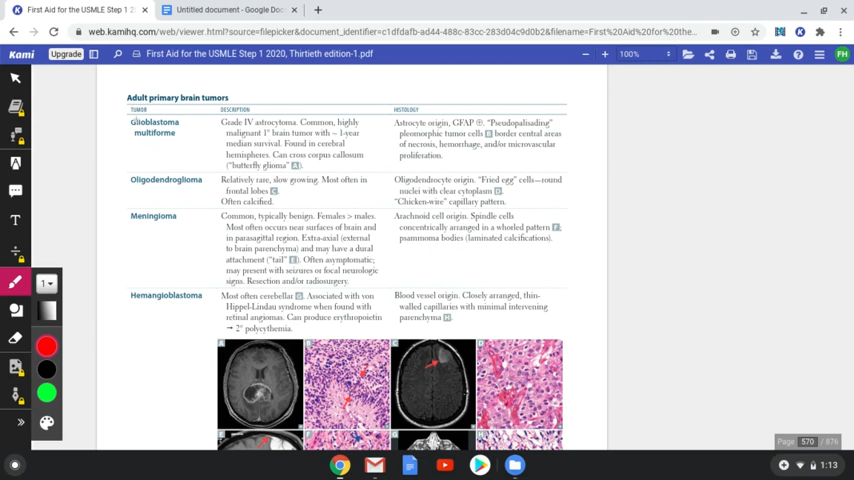 First Aid for the USMLE Step 1 2
Untitled document - Google Doc
web.kamihq.com/web/viewer.html?source=filepicker&document_identifier=c1dfdafb-ad44-488c-83cc-283d04c9d0b2&filename=First%20Aid%20for%20the...
Kami
Upgrade
First Aid for the USMLE Step 1 2020, Thirtieth edition-1.pdf
100%
FH
Adult primary brain tumors
TUMOR DESCRIPTION HISTOLOGY
Glioblastoma
multiforme
Grade IV astrocytoma. Common, highly
malignant 1° brain tumor with ~ 1-year
median survival. Found in cerebral
hemispheres. Can cross corpus callosum
(“butterfly glioma” A).
Astrocyte origin, GFAP ⊕. “Pseudopalisading”
pleomorphic tumor cells B border central areas
of necrosis, hemorrhage, and/or microvascular
proliferation.
Oligodendroglioma
Relatively rare, slow growing. Most often in
frontal lobes C.
Often calcified.
Oligodendrocyte origin. “Fried egg” cells—round
nuclei with clear cytoplasm D.
“Chicken-wire” capillary pattern.
Meningioma
Common, typically benign. Females > males.
Most often occurs near surfaces of brain and
in parasagittal region. Extra-axial (external
to brain parenchyma) and may have a dural
attachment (“tail” E). Often asymptomatic;
may present with seizures or focal neurologic
signs. Resection and/or radiosurgery.
Arachnoid cell origin. Spindle cells
concentrically arranged in a whorled pattern F;
psammoma bodies (laminated calcifications).
Hemangioblastoma
Most often cerebellar G. Associated with von
Hippel-Lindau syndrome when found with
retinal angiomas. Can produce erythropoietin
→ 2° polycythemia.
Blood vessel origin. Closely arranged, thin-
walled capillaries with minimal intervening
parenchyma H.
A B C D
E F G H
1
Page 570 / 876
1:13